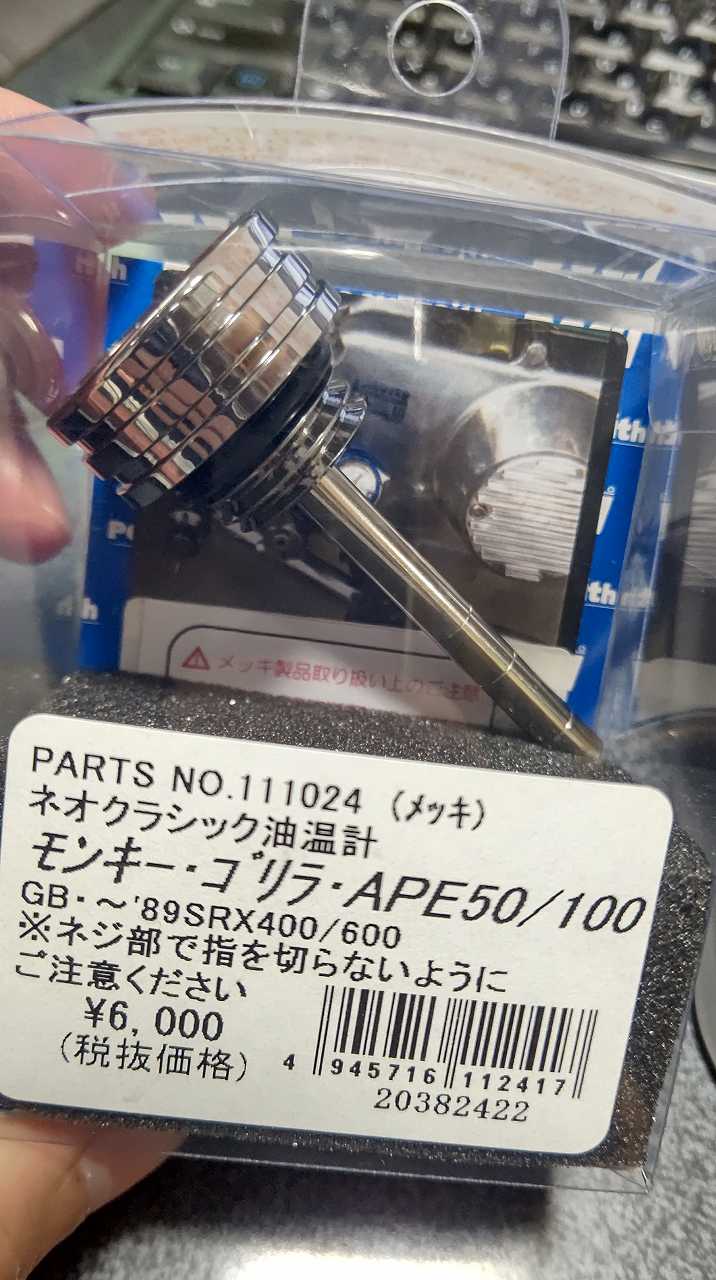 メッキ製品取り扱い上のご注意
PARTS NO.111024 (メッキ)
ネオクラシック油温計
モンキー・ゴリラ・APE50/100
GB・～'89SRX400/600
※ネジ部で指を切らないように
ご注意ください
¥6,000
(税抜価格)
4 945716 112417
20382422